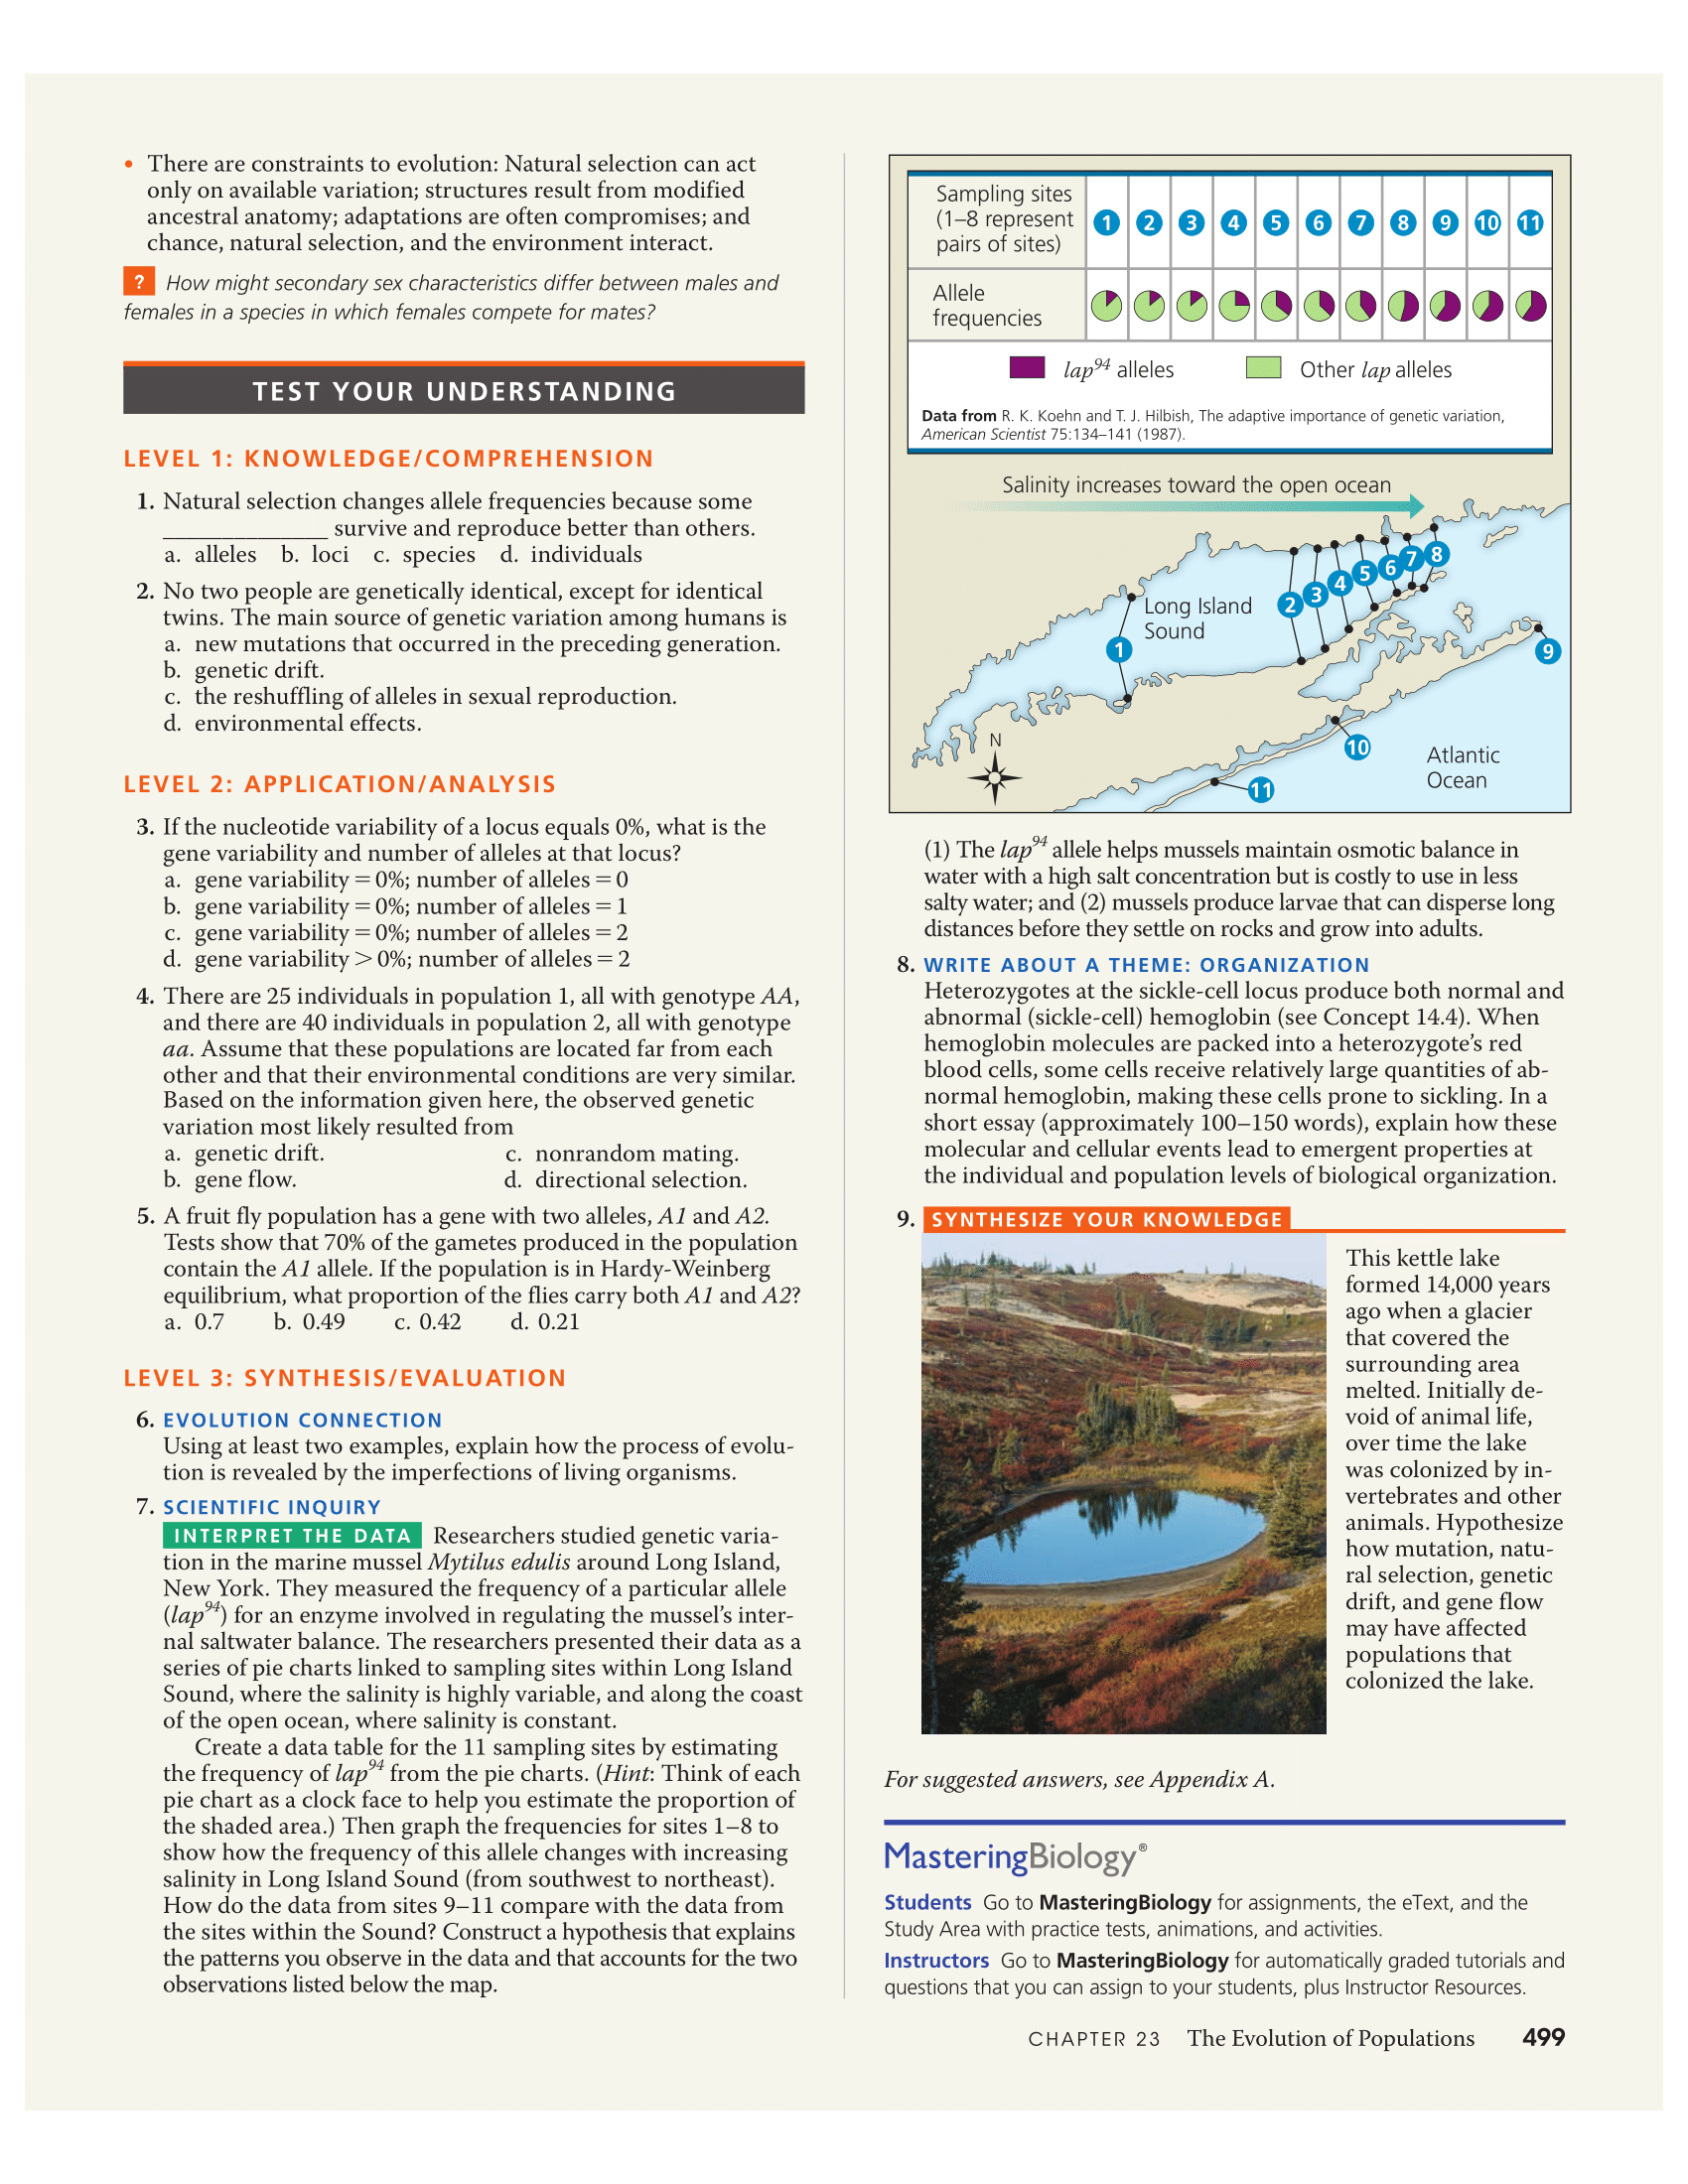 • There are constraints to evolution: Natural selection can act
only on available variation; structures result from modified
ancestral anatomy; adaptations are often compromises; and
chance, natural selection, and the environment interact.
? How might secondary sex characteristics differ between males and
females in a species in which females compete for mates?
TEST YOUR UNDERSTANDING
LEVEL 1: KNOWLEDGE/COMPREHENSION
1. Natural selection changes allele frequencies because some
______________ survive and reproduce better than others.
a. alleles b. loci c. species d. individuals
2. No two people are genetically identical, except for identical
twins. The main source of genetic variation among humans is
a. new mutations that occurred in the preceding generation.
b. genetic drift.
c. the reshuffling of alleles in sexual reproduction.
d. environmental effects.
LEVEL 2: APPLICATION/ANALYSIS
3. If the nucleotide variability of a locus equals 0%, what is the
gene variability and number of alleles at that locus?
a. gene variability = 0%; number of alleles = 0
b. gene variability = 0%; number of alleles = 1
c. gene variability = 0%; number of alleles = 2
d. gene variability > 0%; number of alleles = 2
4. There are 25 individuals in population 1, all with genotype AA,
and there are 40 individuals in population 2, all with genotype
aa. Assume that these populations are located far from each
other and that their environmental conditions are very similar.
Based on the information given here, the observed genetic
variation most likely resulted from
a. genetic drift. c. nonrandom mating.
b. gene flow. d. directional selection.
5. A fruit fly population has a gene with two alleles, A1 and A2.
Tests show that 70% of the gametes produced in the population
contain the A1 allele. If the population is in Hardy-Weinberg
equilibrium, what proportion of the flies carry both A1 and A2?
a. 0.7 b. 0.49 c. 0.42 d. 0.21
LEVEL 3: SYNTHESIS/EVALUATION
6. EVOLUTION CONNECTION
Using at least two examples, explain how the process of evolu-
tion is revealed by the imperfections of living organisms.
7. SCIENTIFIC INQUIRY
INTERPRET THE DATA Researchers studied genetic varia-
tion in the marine mussel Mytilus edulis around Long Island,
New York. They measured the frequency of a particular allele
(lap94) for an enzyme involved in regulating the mussel's inter-
nal saltwater balance. The researchers presented their data as a
series of pie charts linked to sampling sites within Long Island
Sound, where the salinity is highly variable, and along the coast
of the open ocean, where salinity is constant.
Create a data table for the 11 sampling sites by estimating
the frequency of lap94 from the pie charts. (Hint: Think of each
pie chart as a clock face to help you estimate the proportion of
the shaded area.) Then graph the frequencies for sites 1–8 to
show how the frequency of this allele changes with increasing
salinity in Long Island Sound (from southwest to northeast).
How do the data from sites 9–11 compare with the data from
the sites within the Sound? Construct a hypothesis that explains
the patterns you observe in the data and that accounts for the two
observations listed below the map.
Sampling sites
(1–8 represent
pairs of sites)
1 2 3 4 5 6 7 8 9 10 11
Allele
frequencies
lap94 alleles Other lap alleles
Data from R. K. Koehn and T. J. Hilbish, The adaptive importance of genetic variation,
American Scientist 75:134–141 (1987).
Salinity increases toward the open ocean
Long Island
Sound
1
2
3
4
5
6
7
8
9
10
11
N
Atlantic
Ocean
(1) The lap94 allele helps mussels maintain osmotic balance in
water with a high salt concentration but is costly to use in less
salty water; and (2) mussels produce larvae that can disperse long
distances before they settle on rocks and grow into adults.
8. WRITE ABOUT A THEME: ORGANIZATION
Heterozygotes at the sickle-cell locus produce both normal and
abnormal (sickle-cell) hemoglobin (see Concept 14.4). When
hemoglobin molecules are packed into a heterozygote's red
blood cells, some cells receive relatively large quantities of ab-
normal hemoglobin, making these cells prone to sickling. In a
short essay (approximately 100–150 words), explain how these
molecular and cellular events lead to emergent properties at
the individual and population levels of biological organization.
9. SYNTHESIZE YOUR KNOWLEDGE
This kettle lake
formed 14,000 years
ago when a glacier
that covered the
surrounding area
melted. Initially de-
void of animal life,
over time the lake
was colonized by in-
vertebrates and other
animals. Hypothesize
how mutation, natu-
ral selection, genetic
drift, and gene flow
may have affected
populations that
colonized the lake.
For suggested answers, see Appendix A.
MasteringBiology®
Students Go to MasteringBiology for assignments, the eText, and the
Study Area with practice tests, animations, and activities.
Instructors Go to MasteringBiology for automatically graded tutorials and
questions that you can assign to your students, plus Instructor Resources.
CHAPTER 23 The Evolution of Populations 499